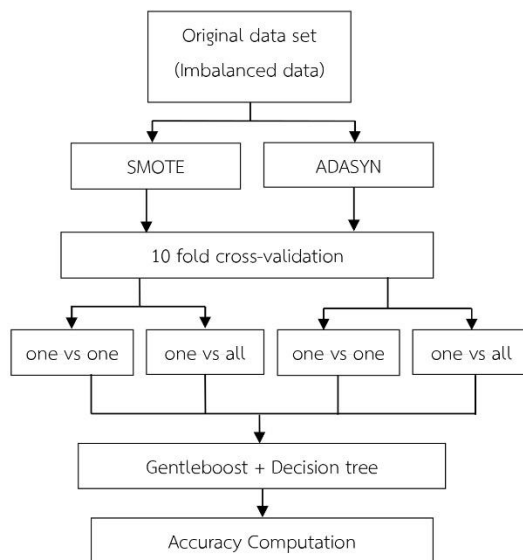 Original data set
(Imbalanced data)
SMOTE
ADASYN
10 fold cross-validation
one vs one
one vs all
one vs one
one vs all
Gentleboost + Decision tree
Accuracy Computation